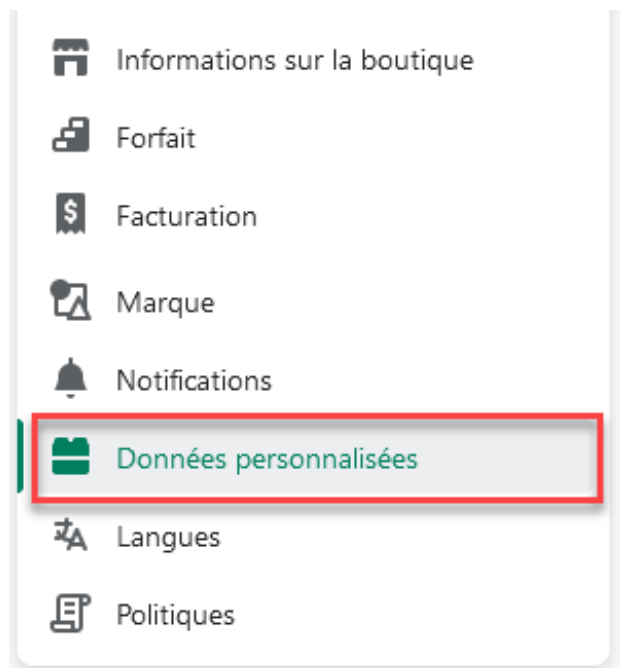 Informations sur la boutique
Forfait
$
Facturation
Marque
Notifications
Données personnalisées
Langues
Politiques